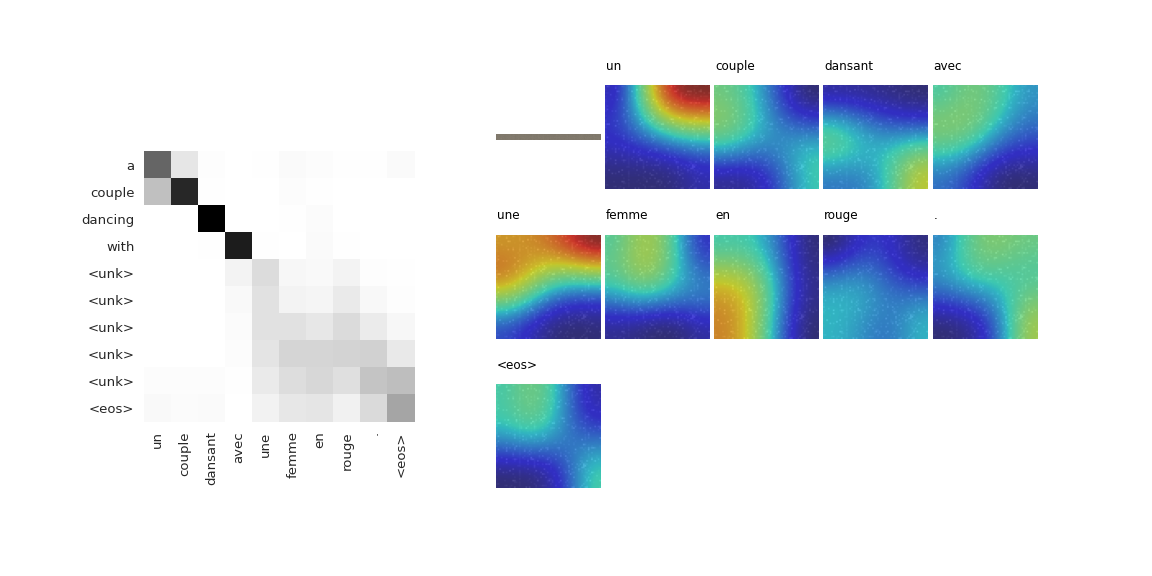 a
couple
dancing
with
<unk>
<unk>
<unk>
<unk>
<unk>
<eos>
un couple dansant avec une femme en rouge . <eos>
un couple dansant avec
une femme en rouge .
<eos>